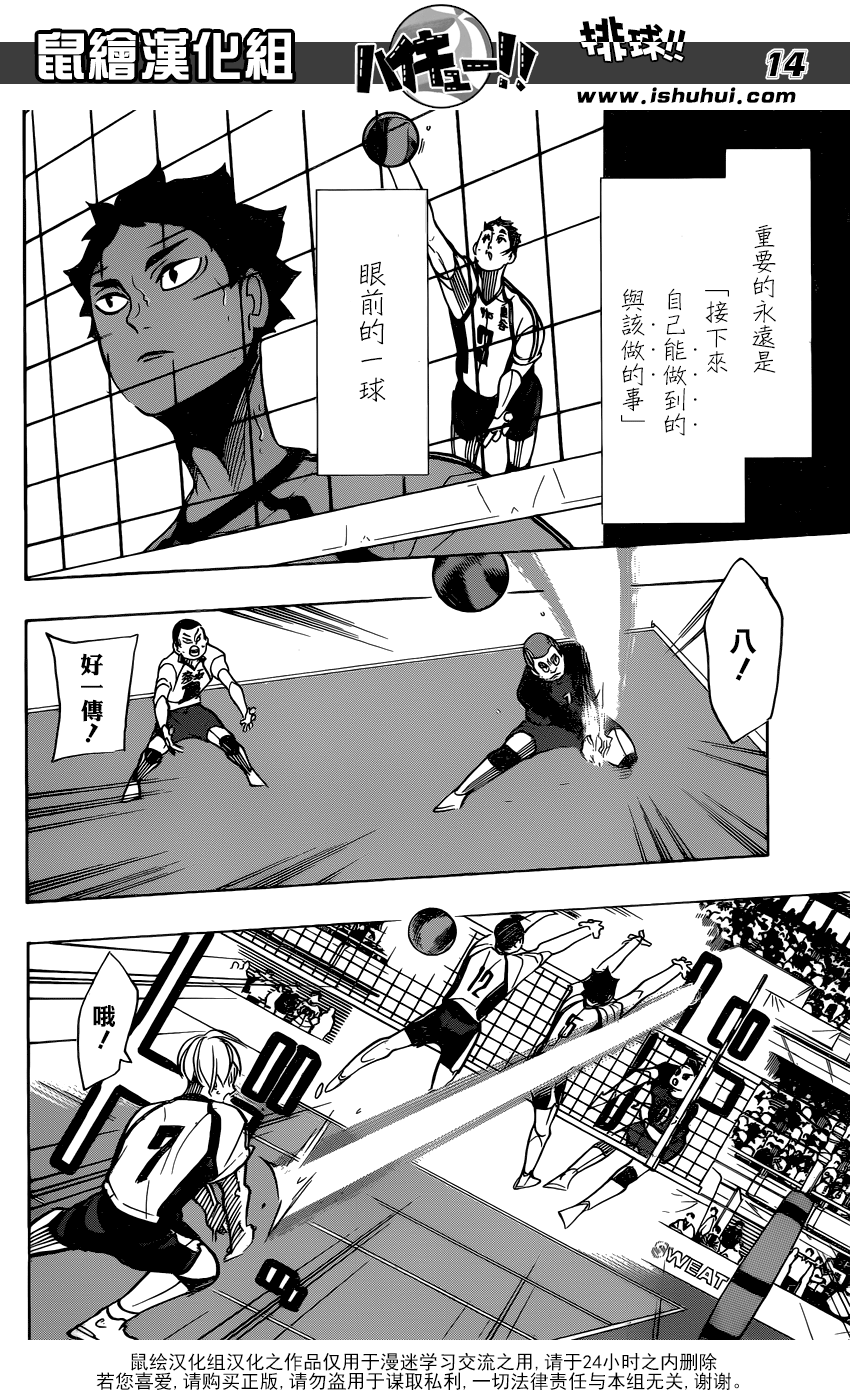 鼠繪漢化組
ハイキュー!!
排球!!
14
www.ishuhui.com
重要的永遠是
「接下來
自己能做到的
與該做的事」
眼前的一球
7
八!
好一傳!
哦!
12
5
7
SWEAT
鼠绘汉化组汉化之作品仅用于漫迷学习交流之用,请于24小时之内删除
若您喜爱,请购买正版,请勿盗用于谋取私利,一切法律责任与本组无关,谢谢。